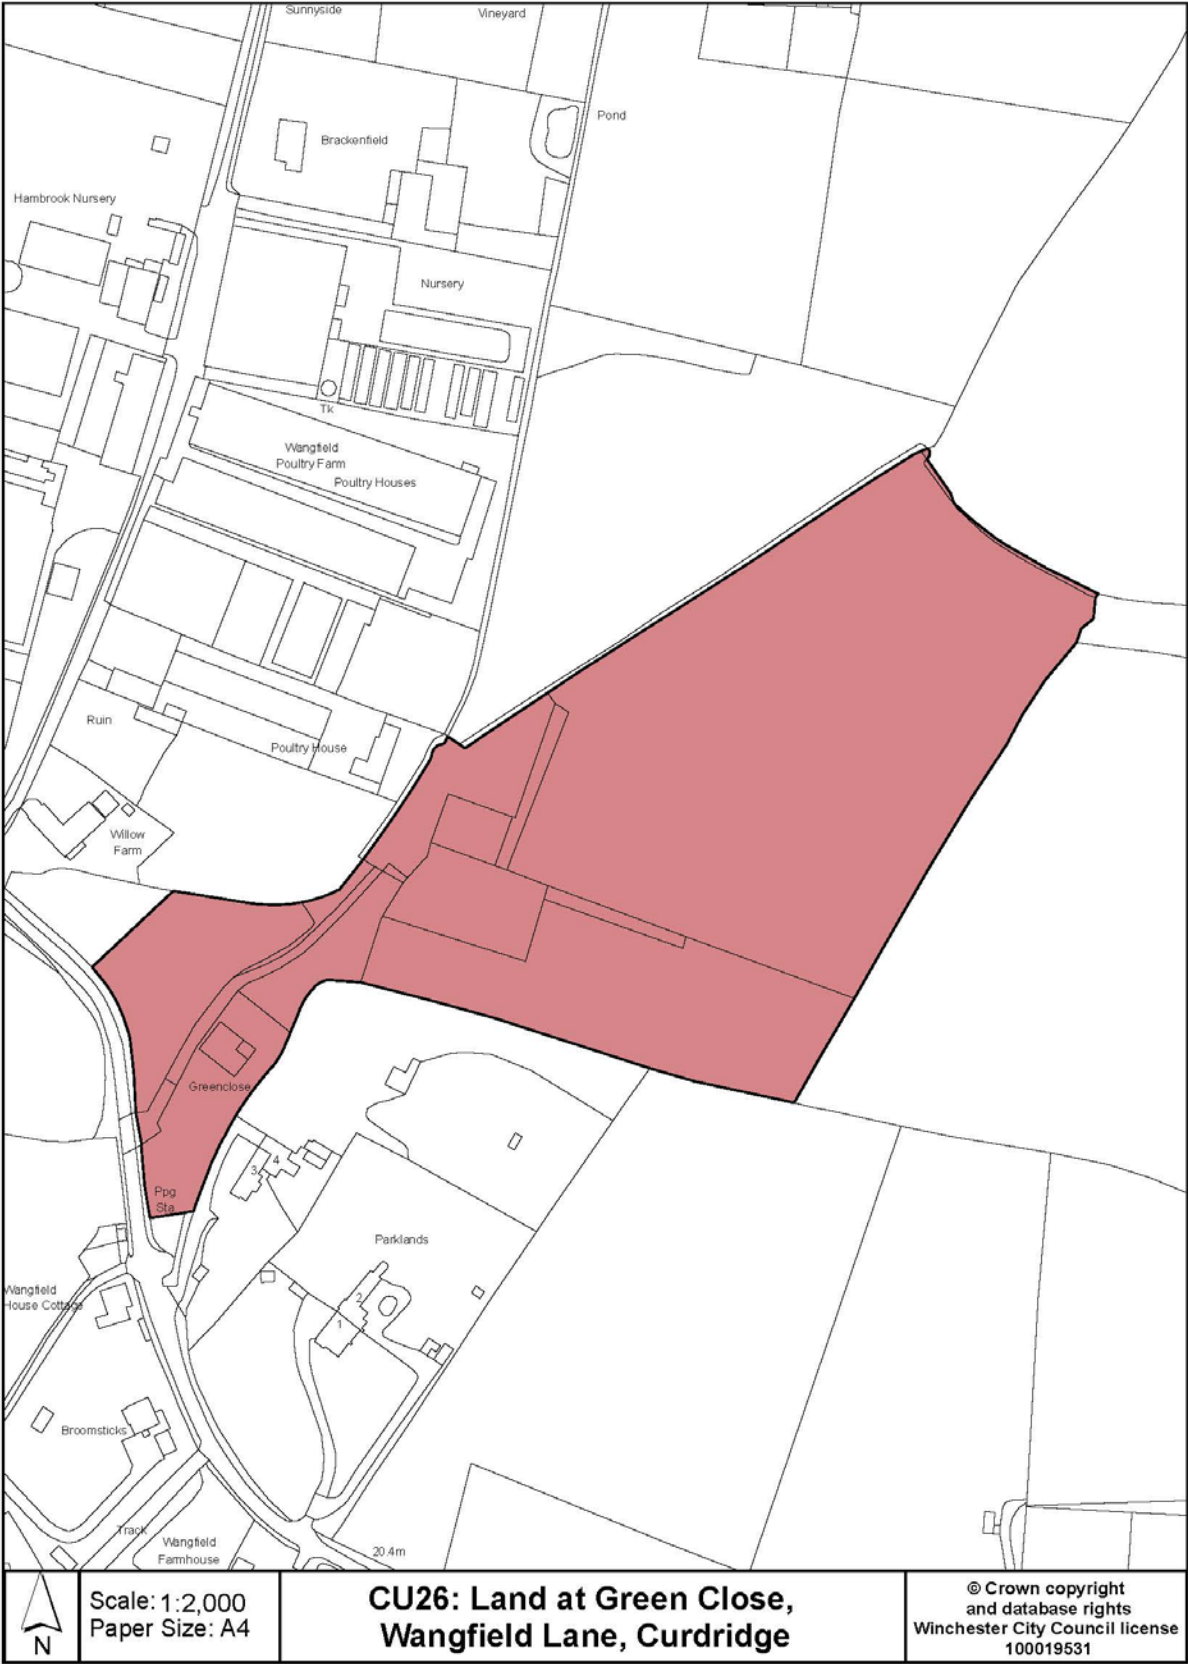 Sunnyside
Vineyard
Pond
Brackenfield
Hambrook Nursery
Nursery
Tk
Wangfield
Poultry Farm
Poultry Houses
Ruin
Poultry House
Willow
Farm
Greenclose
3
4
Ppg
Sta
Parklands
Wangfield
House Cottage
2
1
Broomsticks
Track
Wangfield
Farmhouse
20.4m
N
Scale: 1:2,000
Paper Size: A4
CU26: Land at Green Close,
Wangfield Lane, Curdridge
© Crown copyright
and database rights
Winchester City Council license
100019531